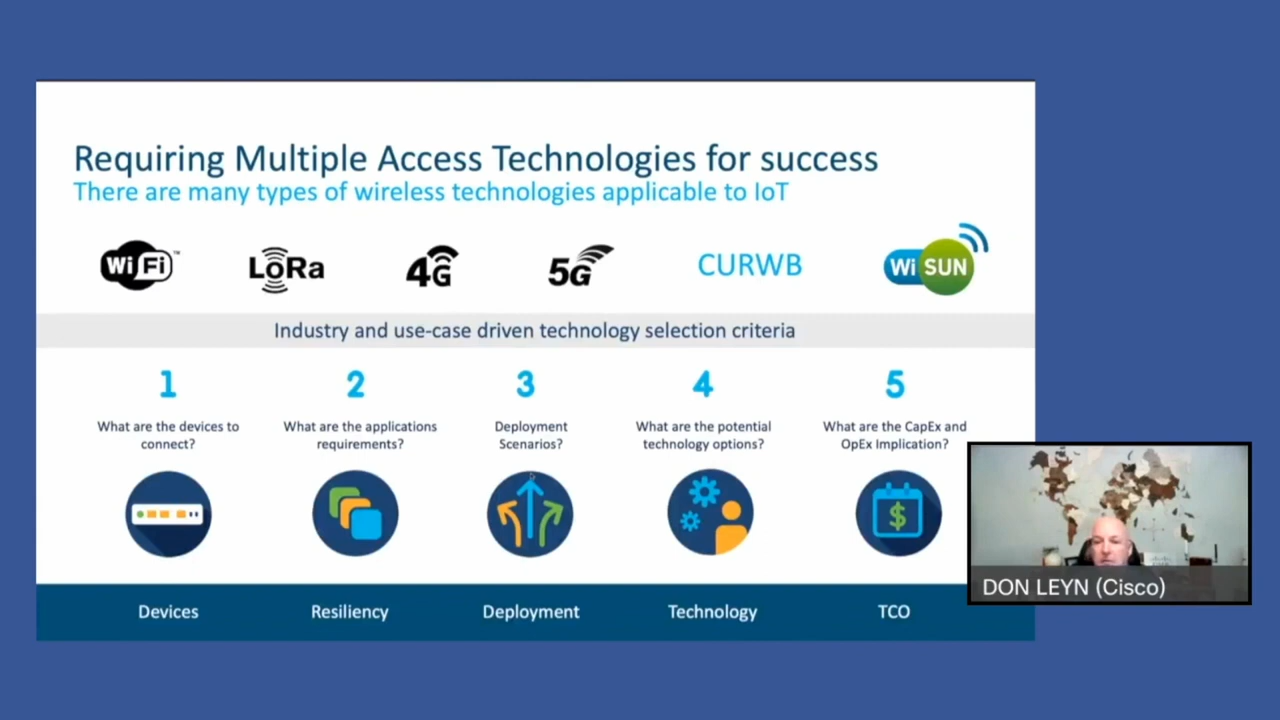 Requiring Multiple Access Technologies for success
There are many types of wireless technologies applicable to IoT
Wi Fi™
LoRa
4G
5G
CURWB
Wi SUN
Industry and use-case driven technology selection criteria
1
What are the devices to
connect?
2
What are the applications
requirements?
3
Deployment
Scenarios?
4
What are the potential
technology options?
5
What are the CapEx and
OpEx Implication?
$
Devices
Resiliency
Deployment
Technology
TCO
DON LEYN (Cisco)